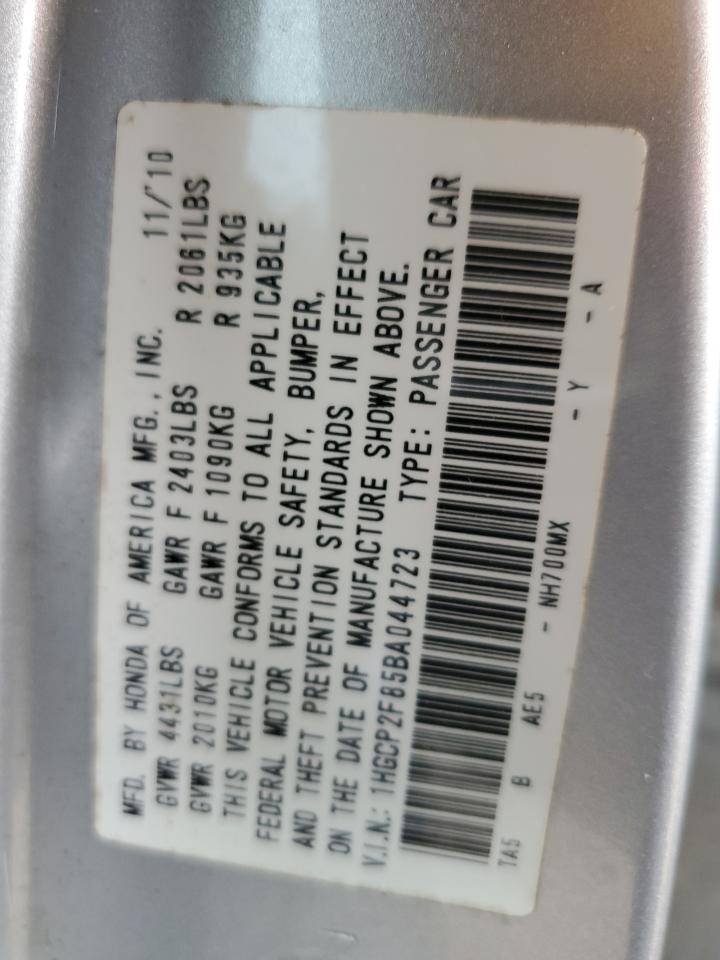 MFD. BY HONDA OF AMERICA MFG., INC. 11/'10
GVWR 4431LBS GAWR F 2403LBS R 2061LBS
GVWR 2010KG GAWR F 1090KG R 935KG
THIS VEHICLE CONFORMS TO ALL APPLICABLE
FEDERAL MOTOR VEHICLE SAFETY, BUMPER,
AND THEFT PREVENTION STANDARDS IN EFFECT
ON THE DATE OF MANUFACTURE SHOWN ABOVE.
V.I.N.: 1HGCP2F85BA044723 TYPE: PASSENGER CAR
TA5 B AE5 - NH700MX - Y - A